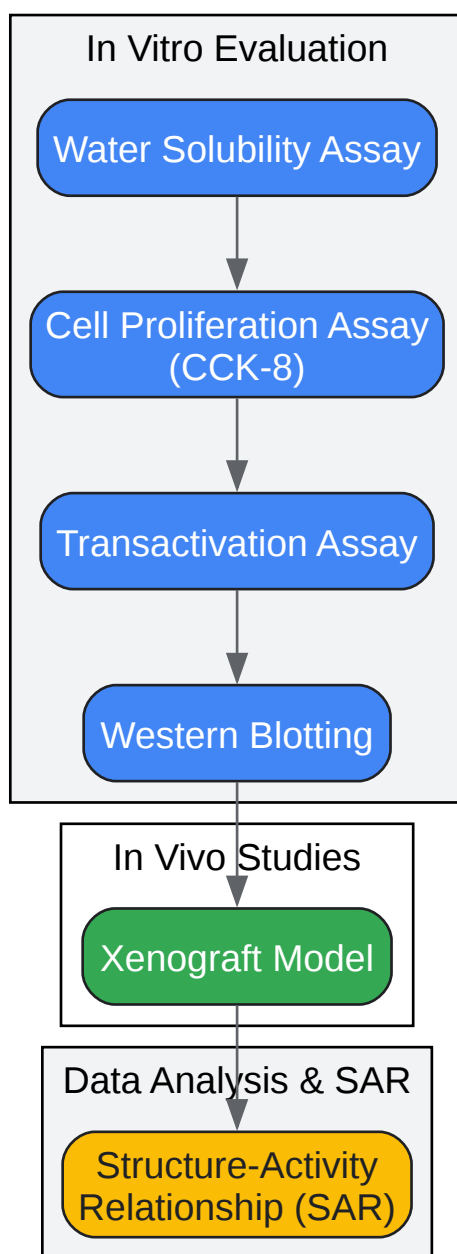 In Vitro Evaluation
Water Solubility Assay
Cell Proliferation Assay
(CCK-8)
Transactivation Assay
Western Blotting
In Vivo Studies
Xenograft Model
Data Analysis & SAR
Structure-Activity
Relationship (SAR)